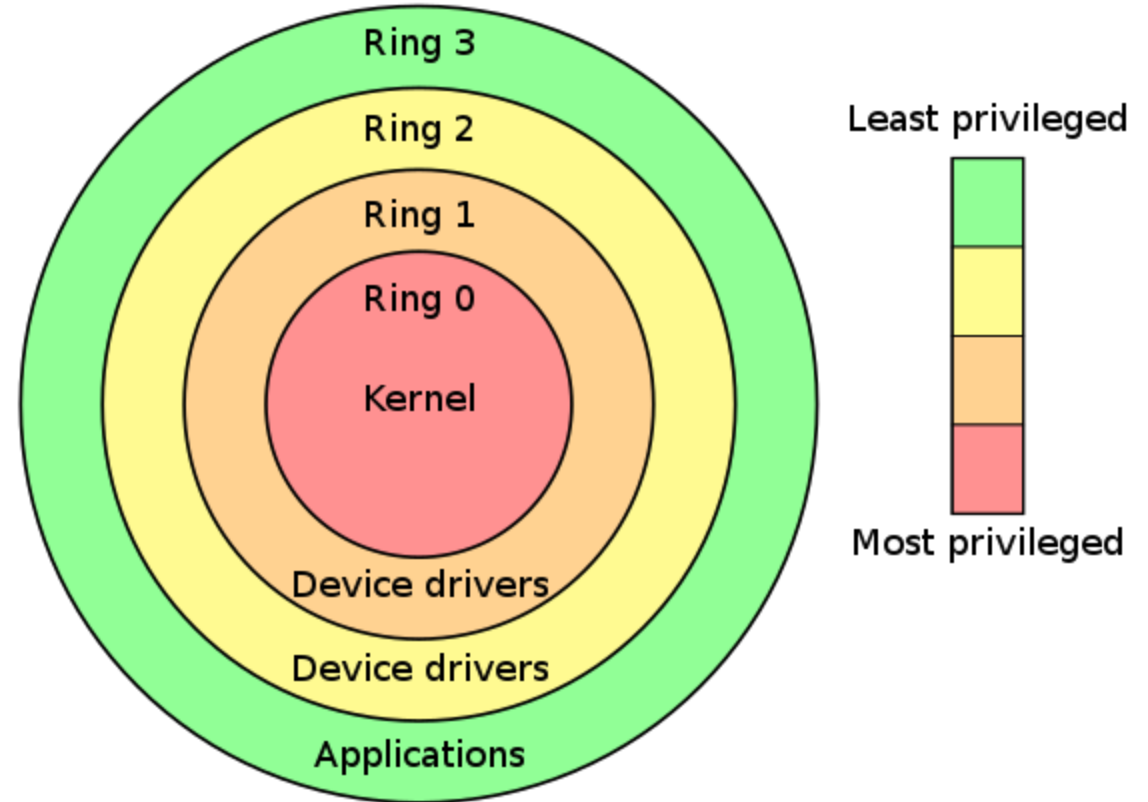 Ring 3
Ring 2
Ring 1
Ring 0
Kernel
Device drivers
Device drivers
Applications
Least privileged
Most privileged